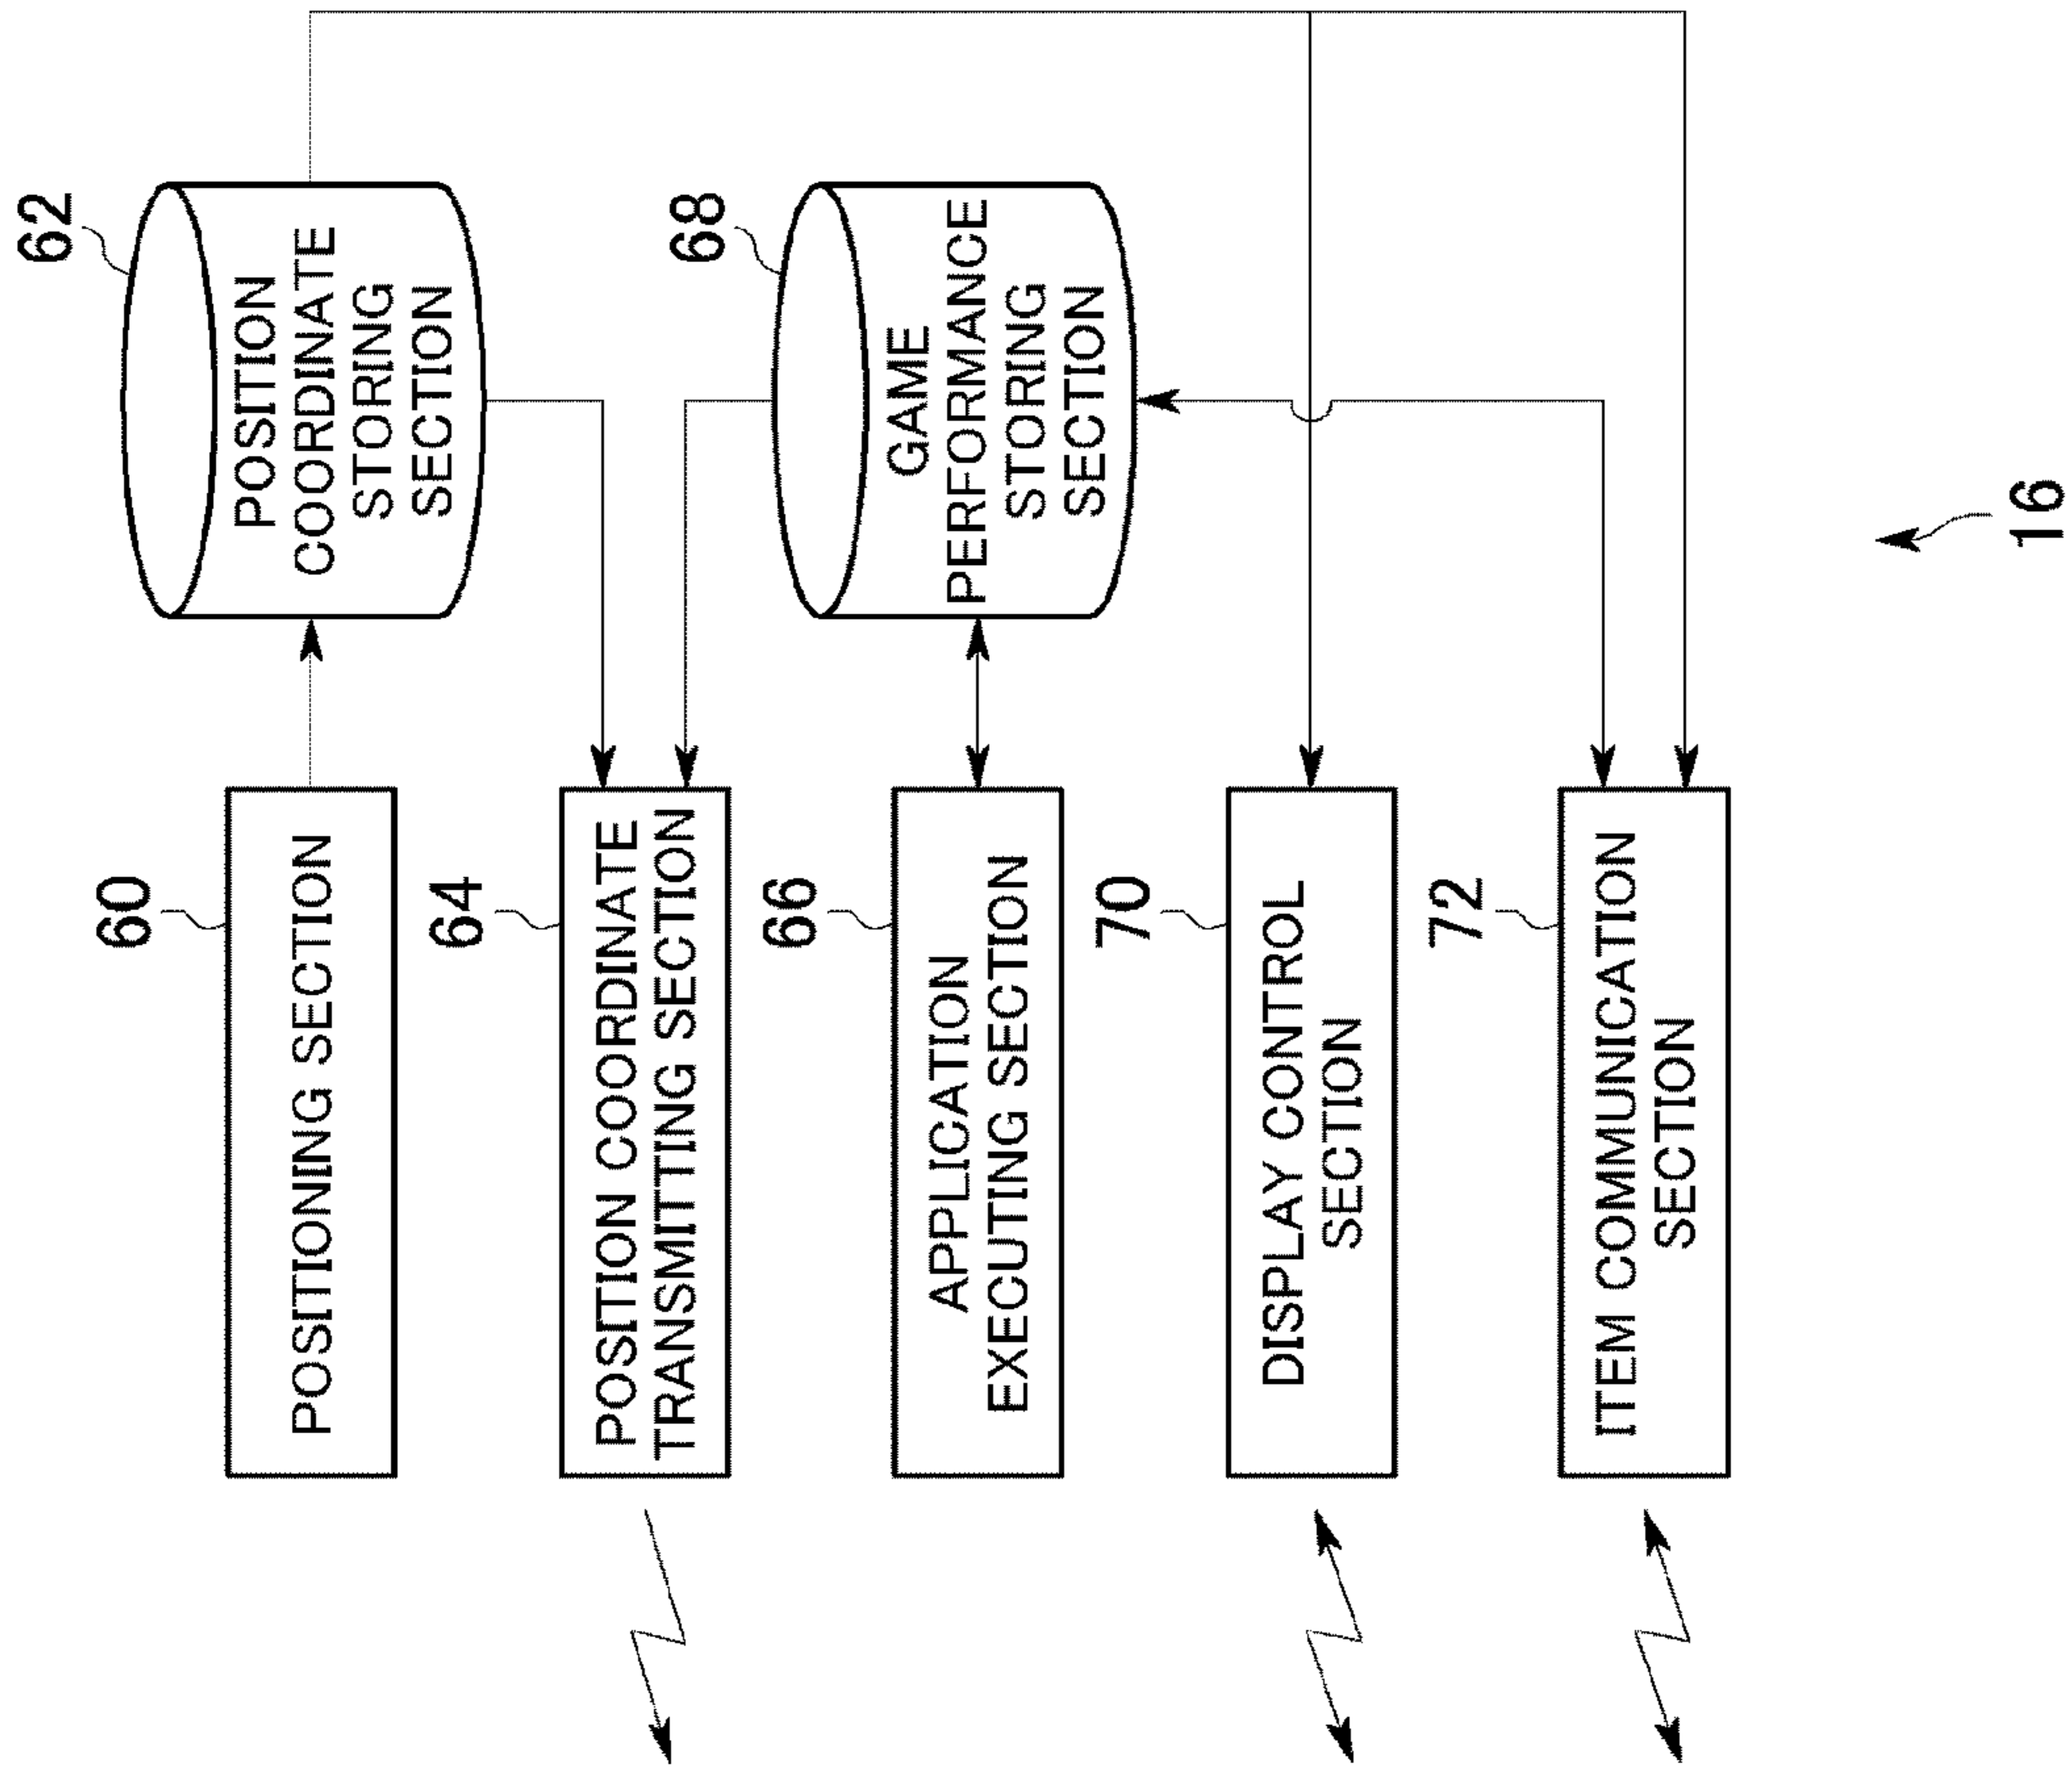 60
POSITIONING SECTION
62
POSITION
COORDINATE
STORING
SECTION
64
POSITION COORDINATE
TRANSMITTING SECTION
66
APPLICATION
EXECUTING SECTION
68
GAME
PERFORMANCE
STORING
SECTION
70
DISPLAY CONTROL
SECTION
72
ITEM COMMUNICATION
SECTION
16